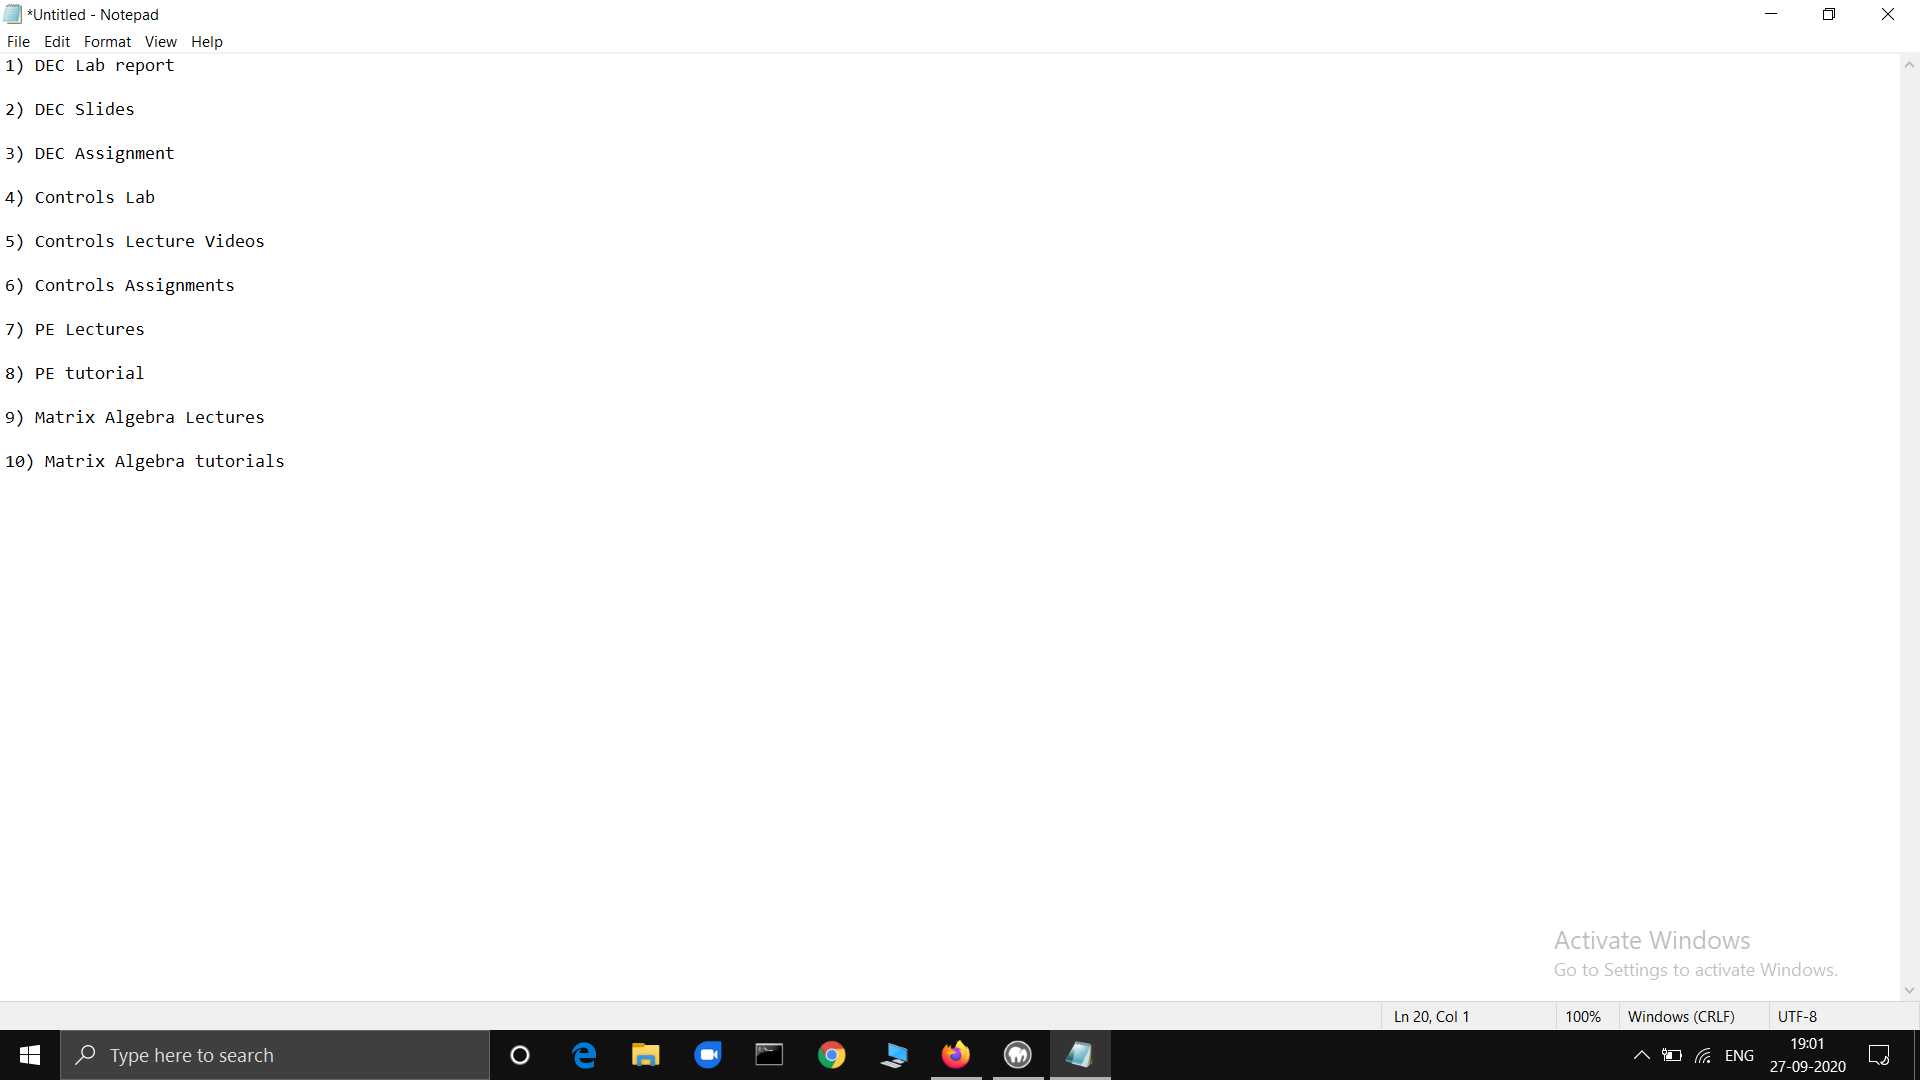 *Untitled - Notepad
File Edit Format View Help
1) DEC Lab report
2) DEC Slides
3) DEC Assignment
4) Controls Lab
5) Controls Lecture Videos
6) Controls Assignments
7) PE Lectures
8) PE tutorial
9) Matrix Algebra Lectures
10) Matrix Algebra tutorials
Activate Windows
Go to Settings to activate Windows.
Ln 20, Col 1 100% Windows (CRLF) UTF-8
Type here to search
ENG
19:01
27-09-2020